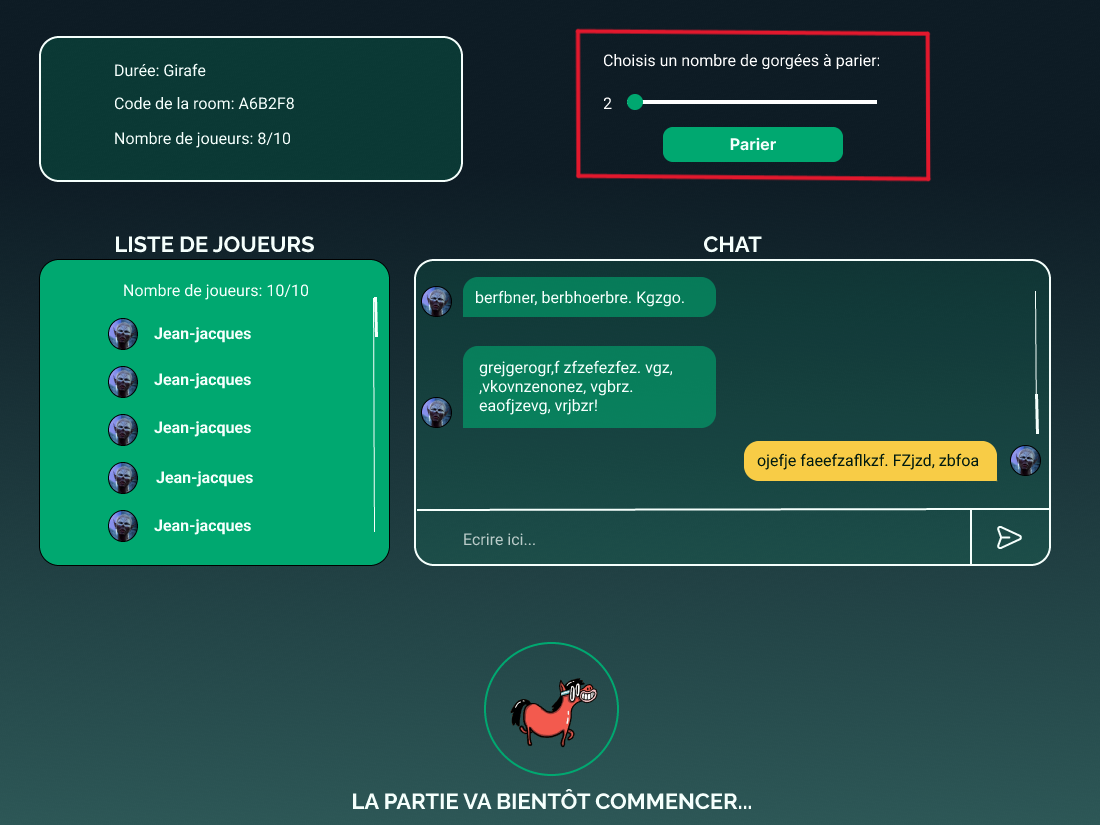 Durée: Girafe
Code de la room: A6B2F8
Nombre de joueurs: 8/10
Choisis un nombre de gorgées à parier:
2
Parier
LISTE DE JOUEURS
Nombre de joueurs: 10/10
Jean-jacques
Jean-jacques
Jean-jacques
Jean-jacques
Jean-jacques
CHAT
berfbner, berbhoerbre. Kgzgo.
grejgerogr,f zfzefezfez. vgz,
,vkovnzenonez, vgbrz.
eaofjzevg, vrjbzr!
ojefje faeefzaflkzf. FZjzd, zbfoa
Ecrire ici...
LA PARTIE VA BIENTÔT COMMENCER...